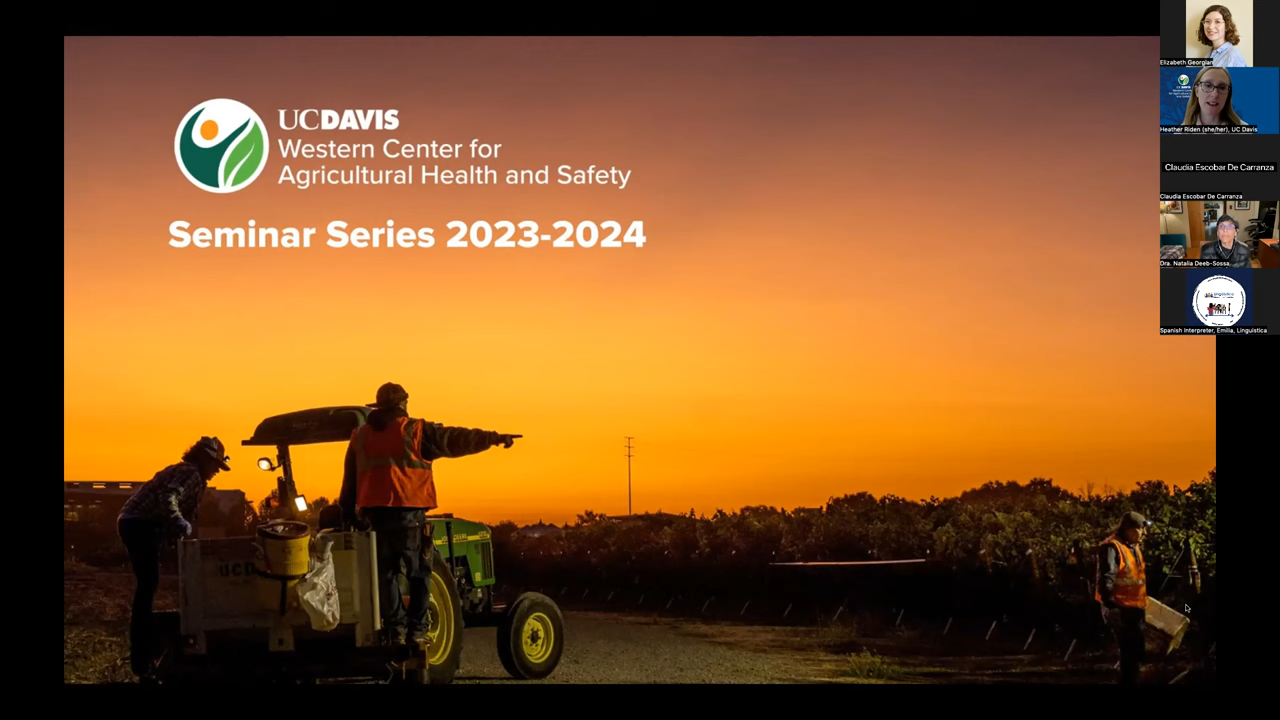 UCDAVIS
Western Center for
Agricultural Health and Safety
Seminar Series 2023-2024
Elizabeth Georgian
Heather Riden (she/her), UC Davis
Claudia Escobar De Carranza
Claudia Escobar De Carranza
Dra. Natalia Deeb-Sossa
Spanish Interpreter, Emilia, Linguistica